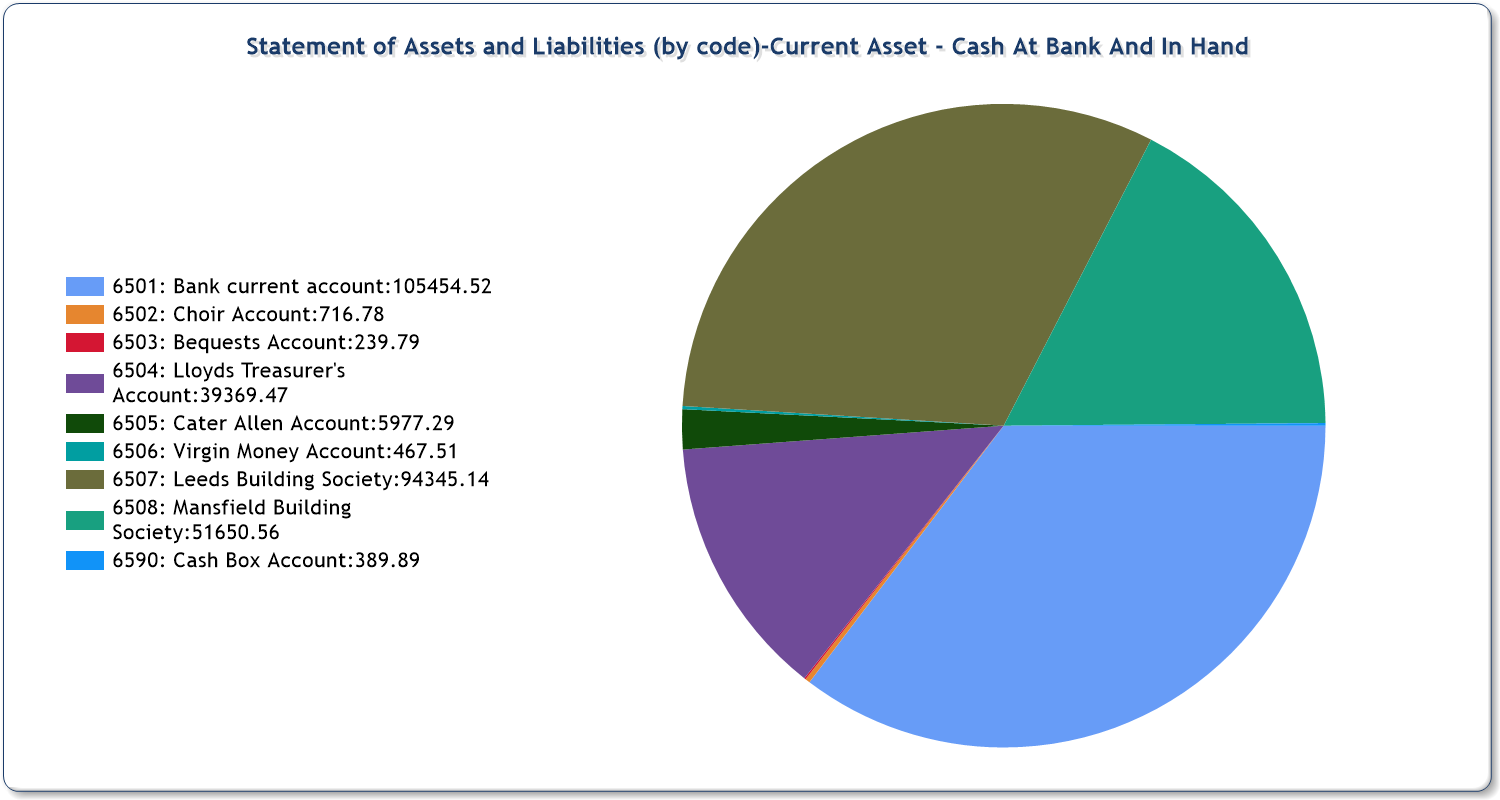 Statement of Assets and Liabilities (by code)-Current Asset - Cash At Bank And In Hand
6501: Bank current account:105454.52
6502: Choir Account:716.78
6503: Bequests Account:239.79
6504: Lloyds Treasurer's
Account:39369.47
6505: Cater Allen Account:5977.29
6506: Virgin Money Account:467.51
6507: Leeds Building Society:94345.14
6508: Mansfield Building
Society:51650.56
6590: Cash Box Account:389.89